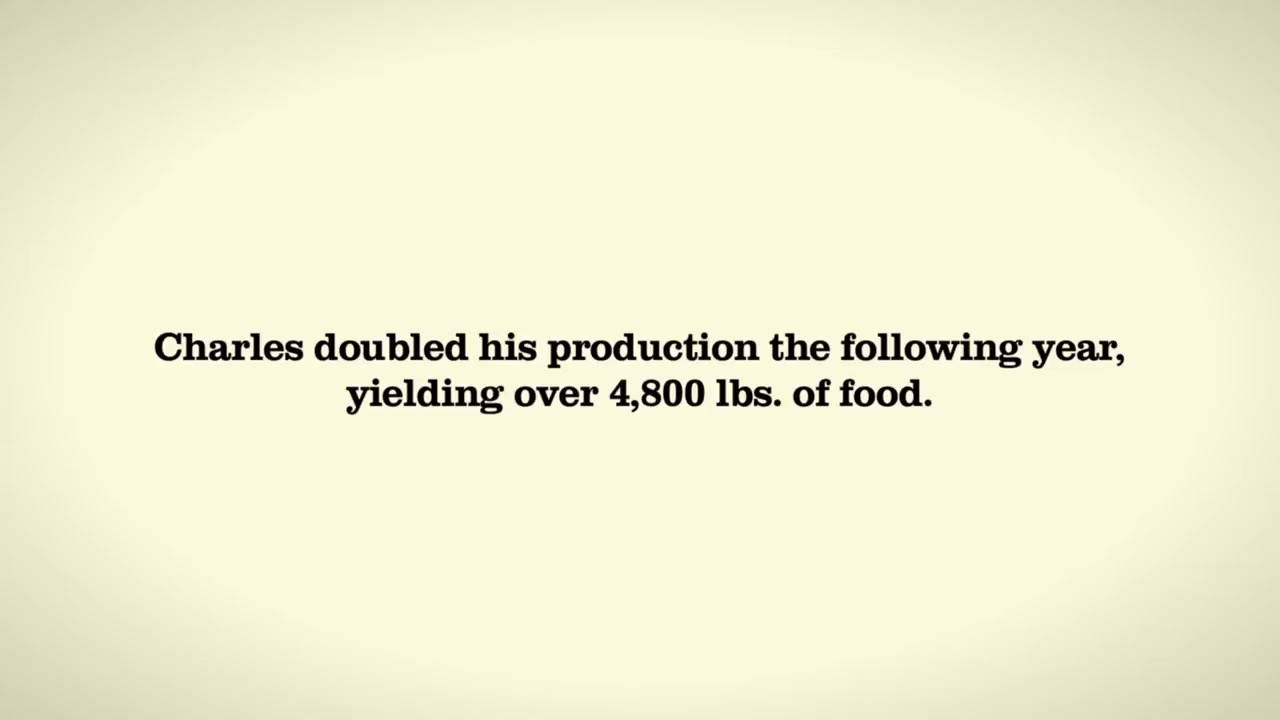 Charles doubled his production the following year,
yielding over 4,800 lbs. of food.